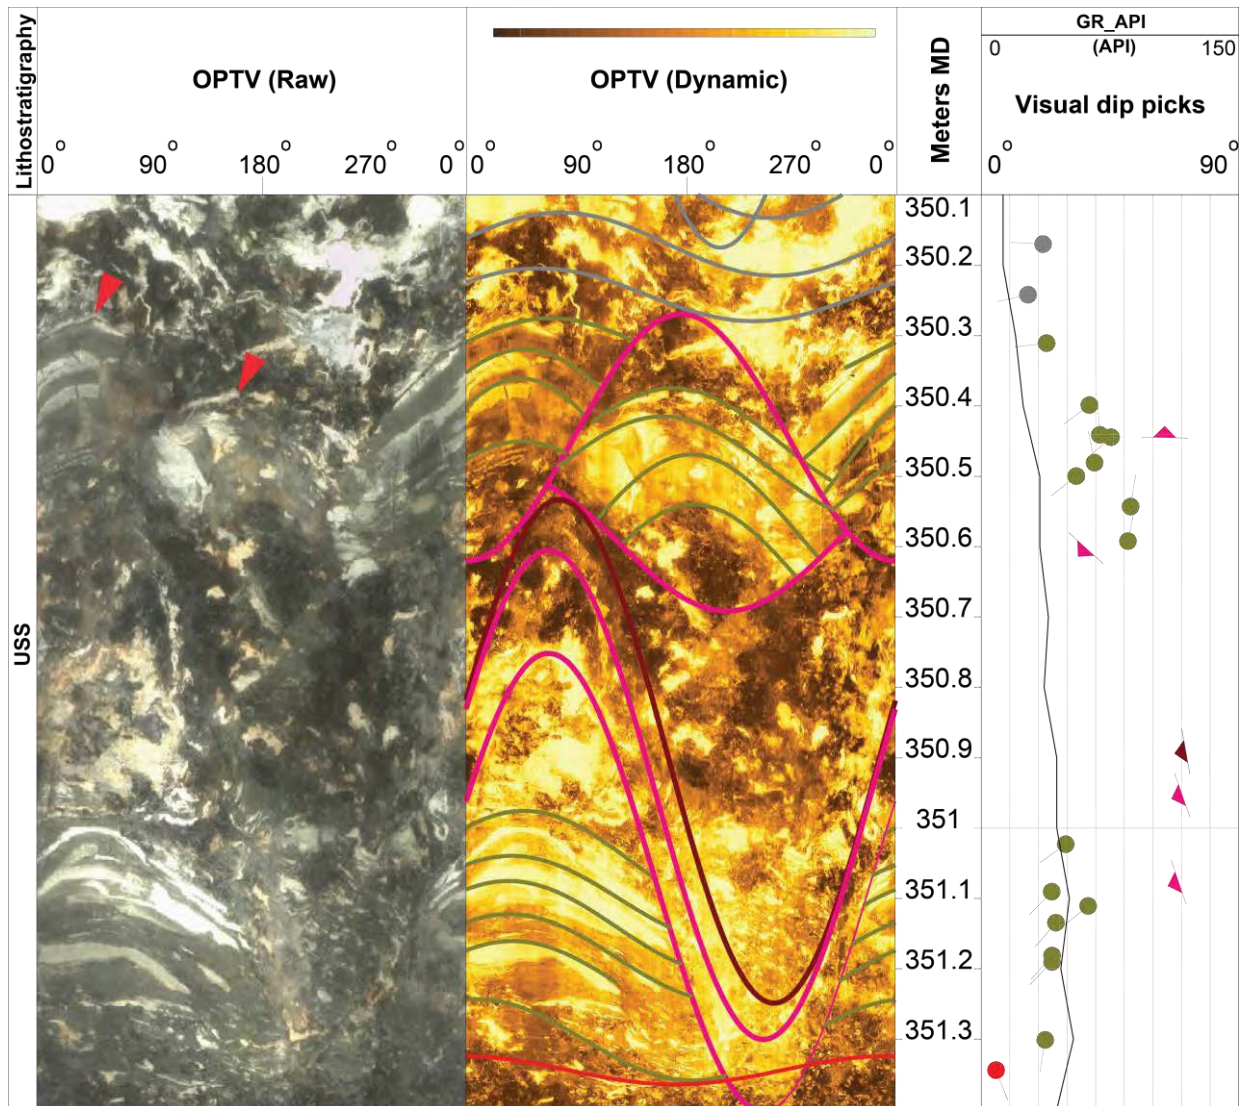 Lithostratigraphy
OPTV (Raw)
0° 90° 180° 270° 0°
OPTV (Dynamic)
0° 90° 180° 270° 0°
Meters MD
GR_API
0 (API) 150
Visual dip picks
0° 90°
USS
350.1
350.2
350.3
350.4
350.5
350.6
350.7
350.8
350.9
351
351.1
351.2
351.3